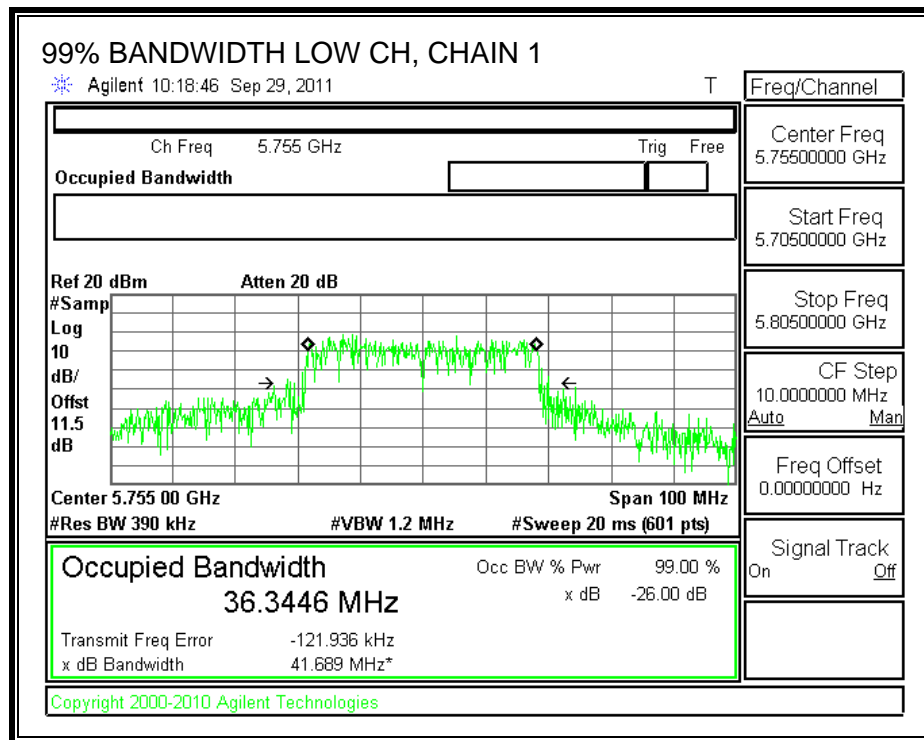 99% BANDWIDTH LOW CH, CHAIN 1
Agilent 10:18:46 Sep 29, 2011 T
Ch Freq 5.755 GHz Trig Free
Occupied Bandwidth
Ref 20 dBm Atten 20 dB
#Samp
Log
10
dB/
Offst
11.5
dB
Center 5.755 00 GHz Span 100 MHz
#Res BW 390 kHz #VBW 1.2 MHz #Sweep 20 ms (601 pts)
Occupied Bandwidth Occ BW % Pwr 99.00 %
36.3446 MHz x dB -26.00 dB
Transmit Freq Error -121.936 kHz
x dB Bandwidth 41.689 MHz*
Copyright 2000-2010 Agilent Technologies
Freq/Channel
Center Freq
5.75500000 GHz
Start Freq
5.70500000 GHz
Stop Freq
5.80500000 GHz
CF Step
10.0000000 MHz
Auto Man
Freq Offset
0.00000000 Hz
Signal Track
On Off